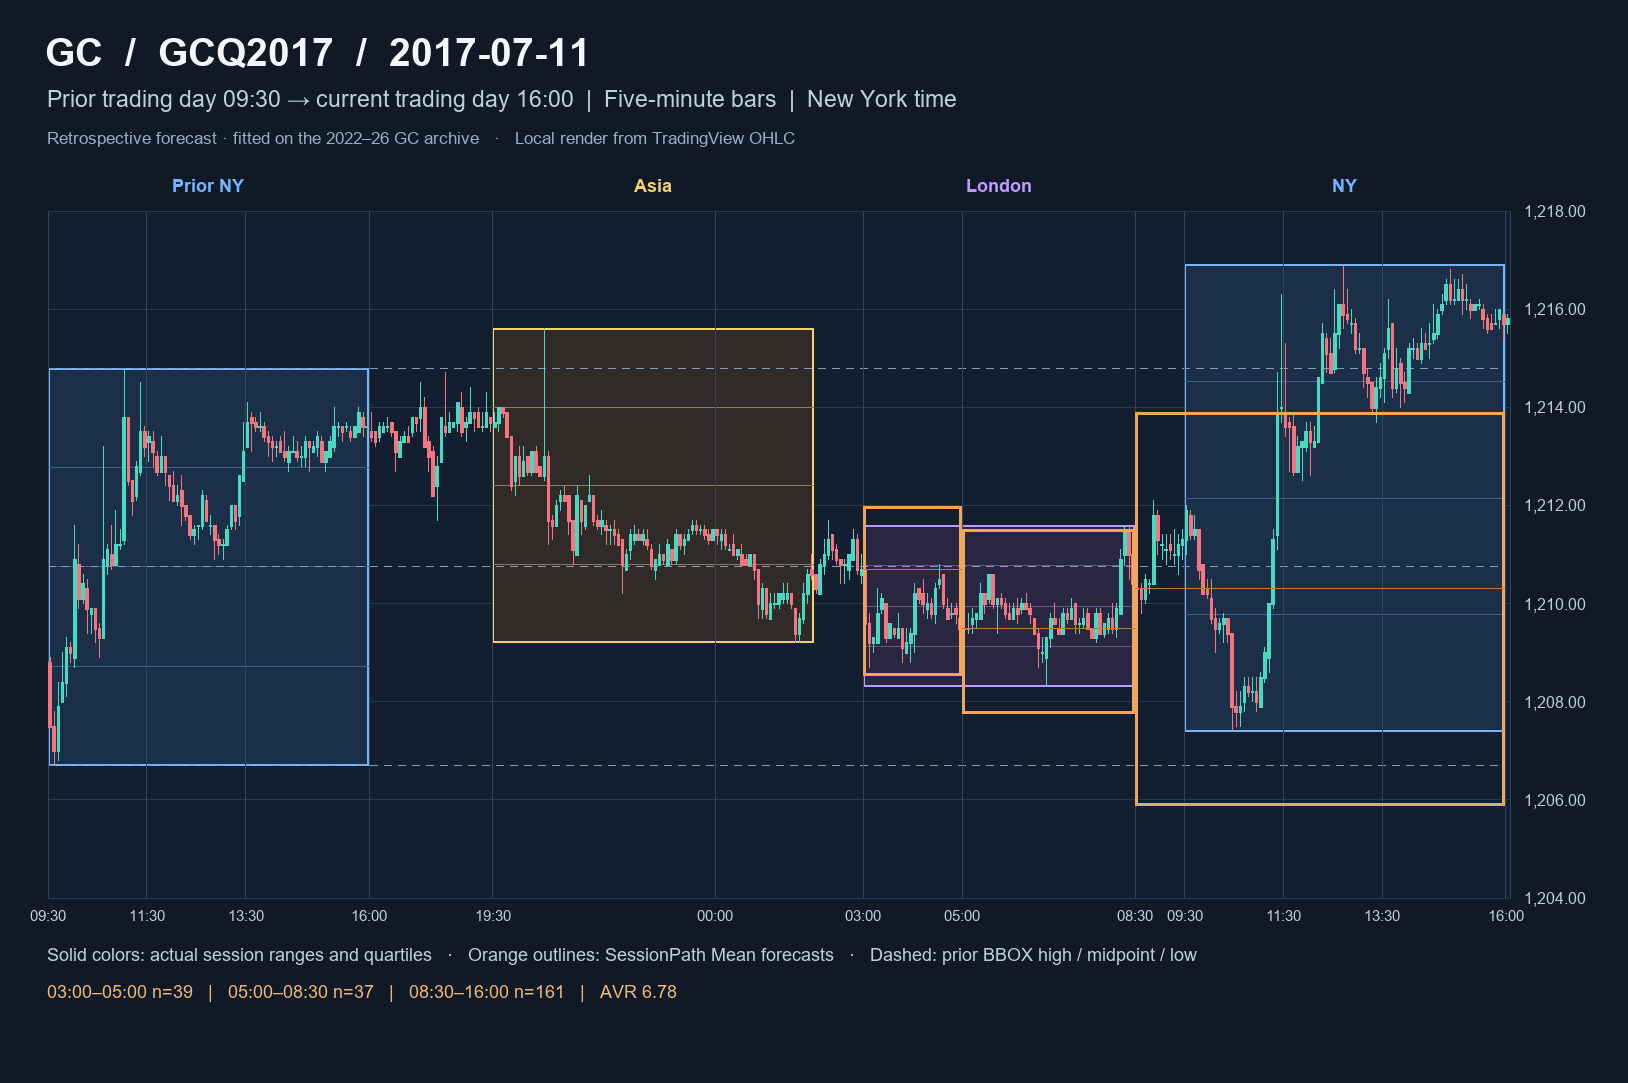 GC / GCQ2017 / 2017-07-11
Prior trading day 09:30 → current trading day 16:00 | Five-minute bars | New York time
Retrospective forecast · fitted on the 2022–26 GC archive · Local render from TradingView OHLC
Prior NY Asia London NY
1,218.00
1,216.00
1,214.00
1,212.00
1,210.00
1,208.00
1,206.00
1,204.00
09:30 11:30 13:30 16:00 19:30 00:00 03:00 05:00 08:30 09:30 11:30 13:30 16:00
Solid colors: actual session ranges and quartiles · Orange outlines: SessionPath Mean forecasts · Dashed: prior BBOX high / midpoint / low
03:00–05:00 n=39 | 05:00–08:30 n=37 | 08:30–16:00 n=161 | AVR 6.78